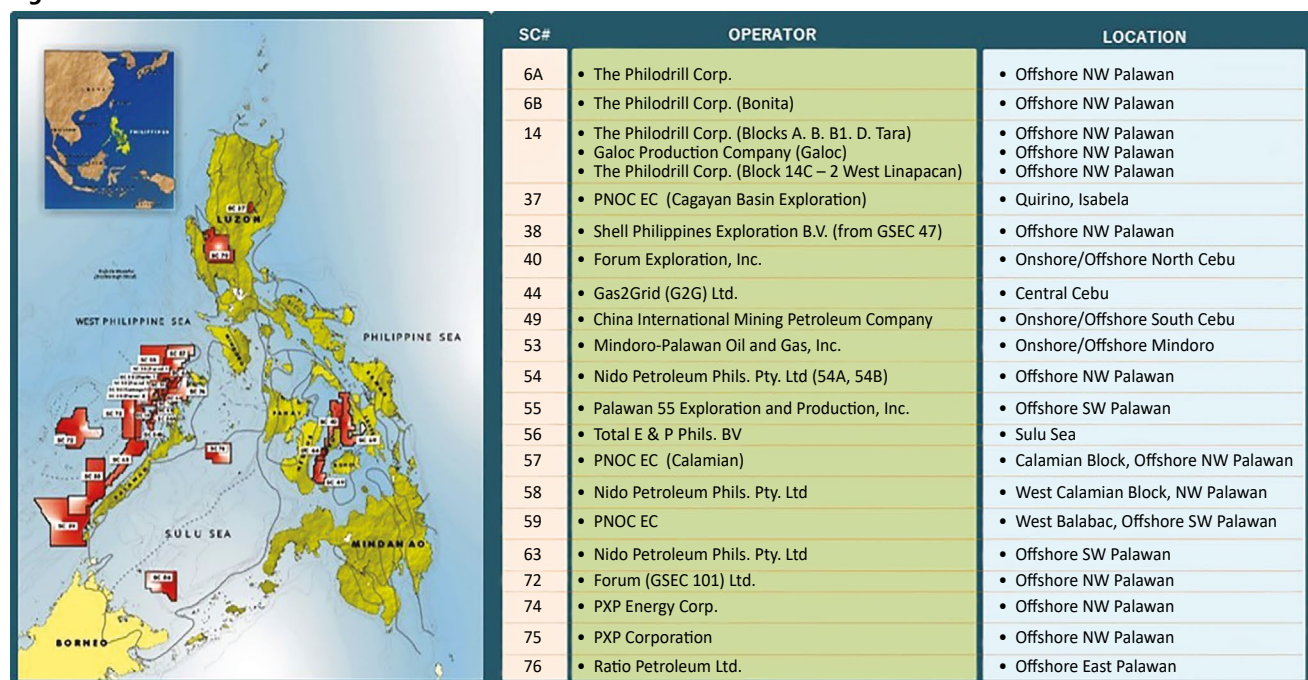 PHILIPPINES
SC 37
LUZON
WEST PHILIPPINE SEA
PHILIPPINE SEA
PANAY
PALAWAN
SULU SEA
MINDANAO
BORNEO
SC# OPERATOR LOCATION
6A • The Philodrill Corp. • Offshore NW Palawan
6B • The Philodrill Corp. (Bonita) • Offshore NW Palawan
14 • The Philodrill Corp. (Blocks A. B. B1. D. Tara) • Offshore NW Palawan
• Galoc Production Company (Galoc) • Offshore NW Palawan
• The Philodrill Corp. (Block 14C – 2 West Linapacan) • Offshore NW Palawan
37 • PNOC EC (Cagayan Basin Exploration) • Quirino, Isabela
38 • Shell Philippines Exploration B.V. (from GSEC 47) • Offshore NW Palawan
40 • Forum Exploration, Inc. • Onshore/Offshore North Cebu
44 • Gas2Grid (G2G) Ltd. • Central Cebu
49 • China International Mining Petroleum Company • Onshore/Offshore South Cebu
53 • Mindoro-Palawan Oil and Gas, Inc. • Onshore/Offshore Mindoro
54 • Nido Petroleum Phils. Pty. Ltd (54A, 54B) • Offshore NW Palawan
55 • Palawan 55 Exploration and Production, Inc. • Offshore SW Palawan
56 • Total E & P Phils. BV • Sulu Sea
57 • PNOC EC (Calamian) • Calamian Block, Offshore NW Palawan
58 • Nido Petroleum Phils. Pty. Ltd • West Calamian Block, NW Palawan
59 • PNOC EC • West Balabac, Offshore SW Palawan
63 • Nido Petroleum Phils. Pty. Ltd • Offshore SW Palawan
72 • Forum (GSEC 101) Ltd. • Offshore NW Palawan
74 • PXP Energy Corp. • Offshore NW Palawan
75 • PXP Corporation • Offshore NW Palawan
76 • Ratio Petroleum Ltd. • Offshore East Palawan